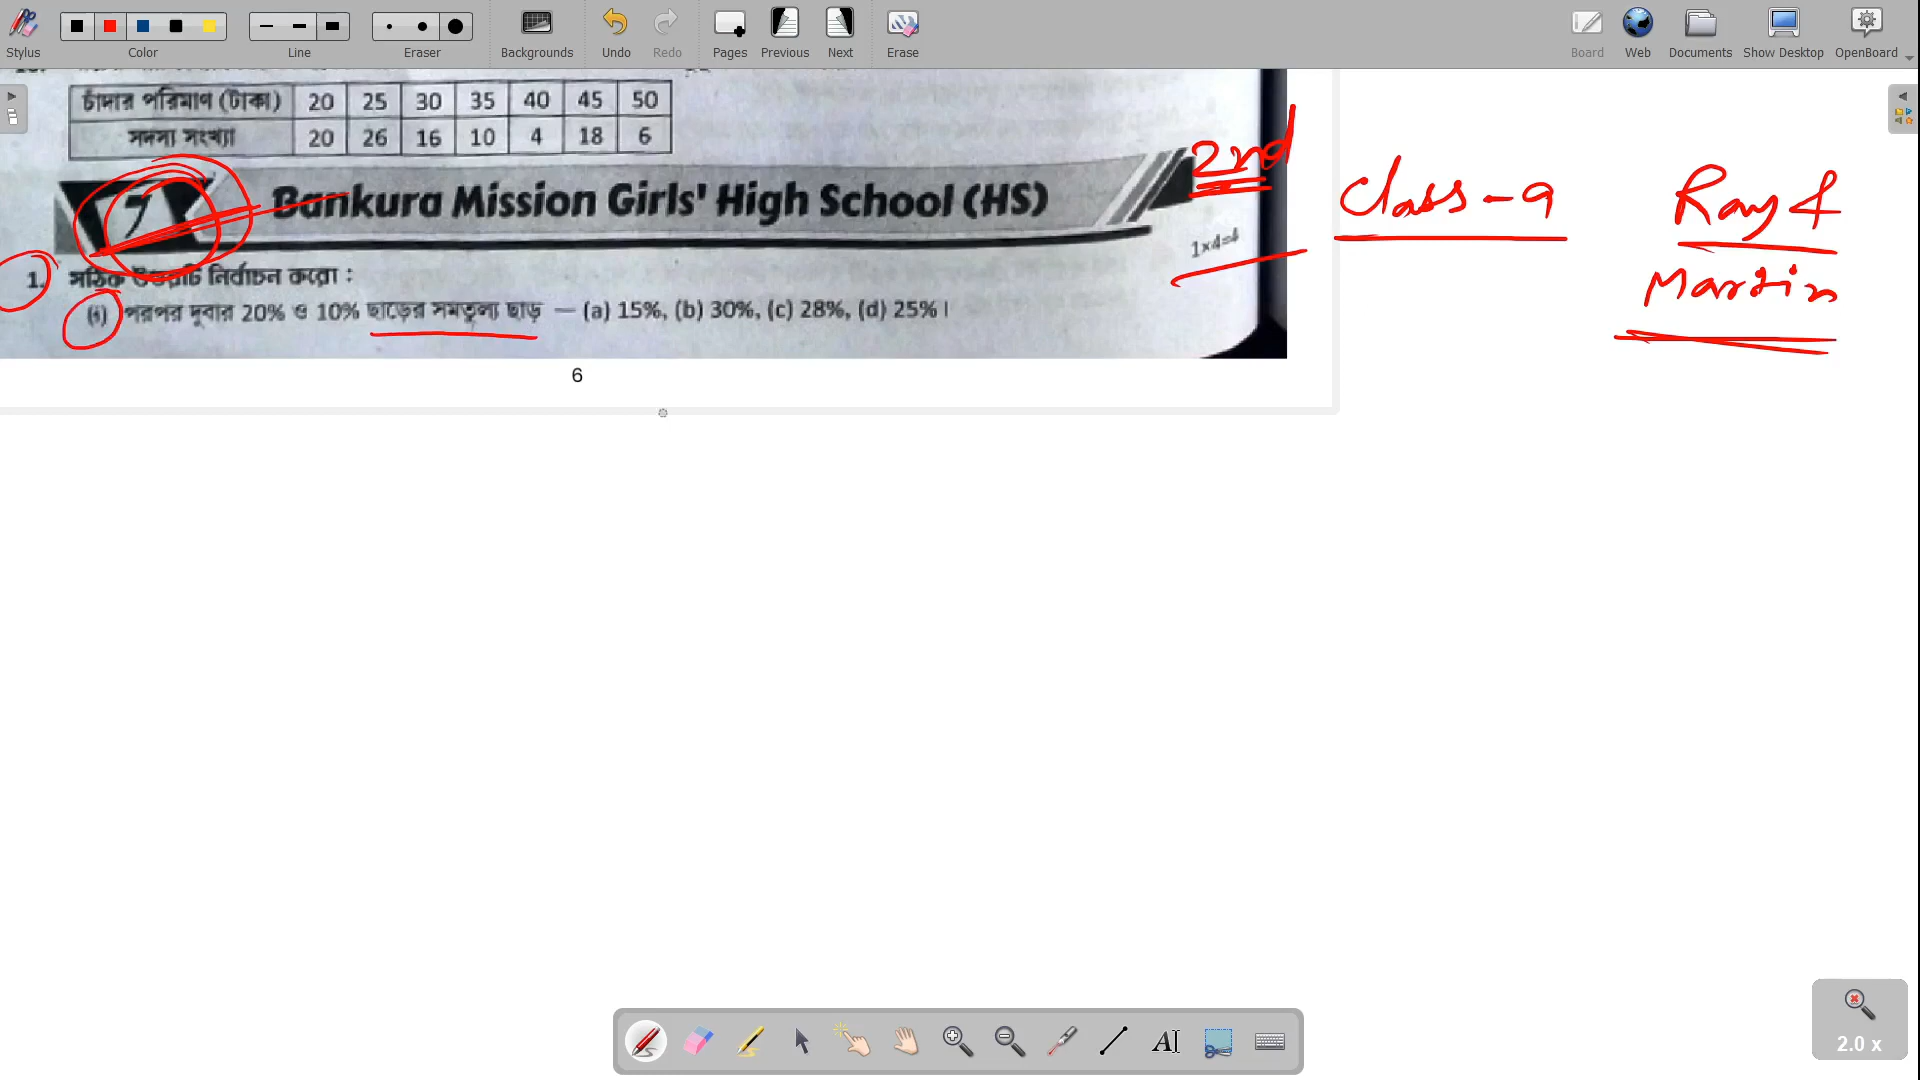 Stylus Color Line Eraser Backgrounds Undo Redo Pages Previous Next Erase Board Web Documents Show Desktop OpenBoard
চাঁদার পরিমাণ (টাকা) 20 25 30 35 40 45 50
সদস্য সংখ্যা 20 26 16 10 4 18 6
2nd
7 Bankura Mission Girls' High School (HS)
Class-9
Ray &
Martin
1×4=4
1. সঠিক উত্তরটি নির্বাচন করো :
(i) পরপর দুবার 20% ও 10% ছাড়ের সমতুল্য ছাড় — (a) 15%, (b) 30%, (c) 28%, (d) 25%।
6
2.0 x